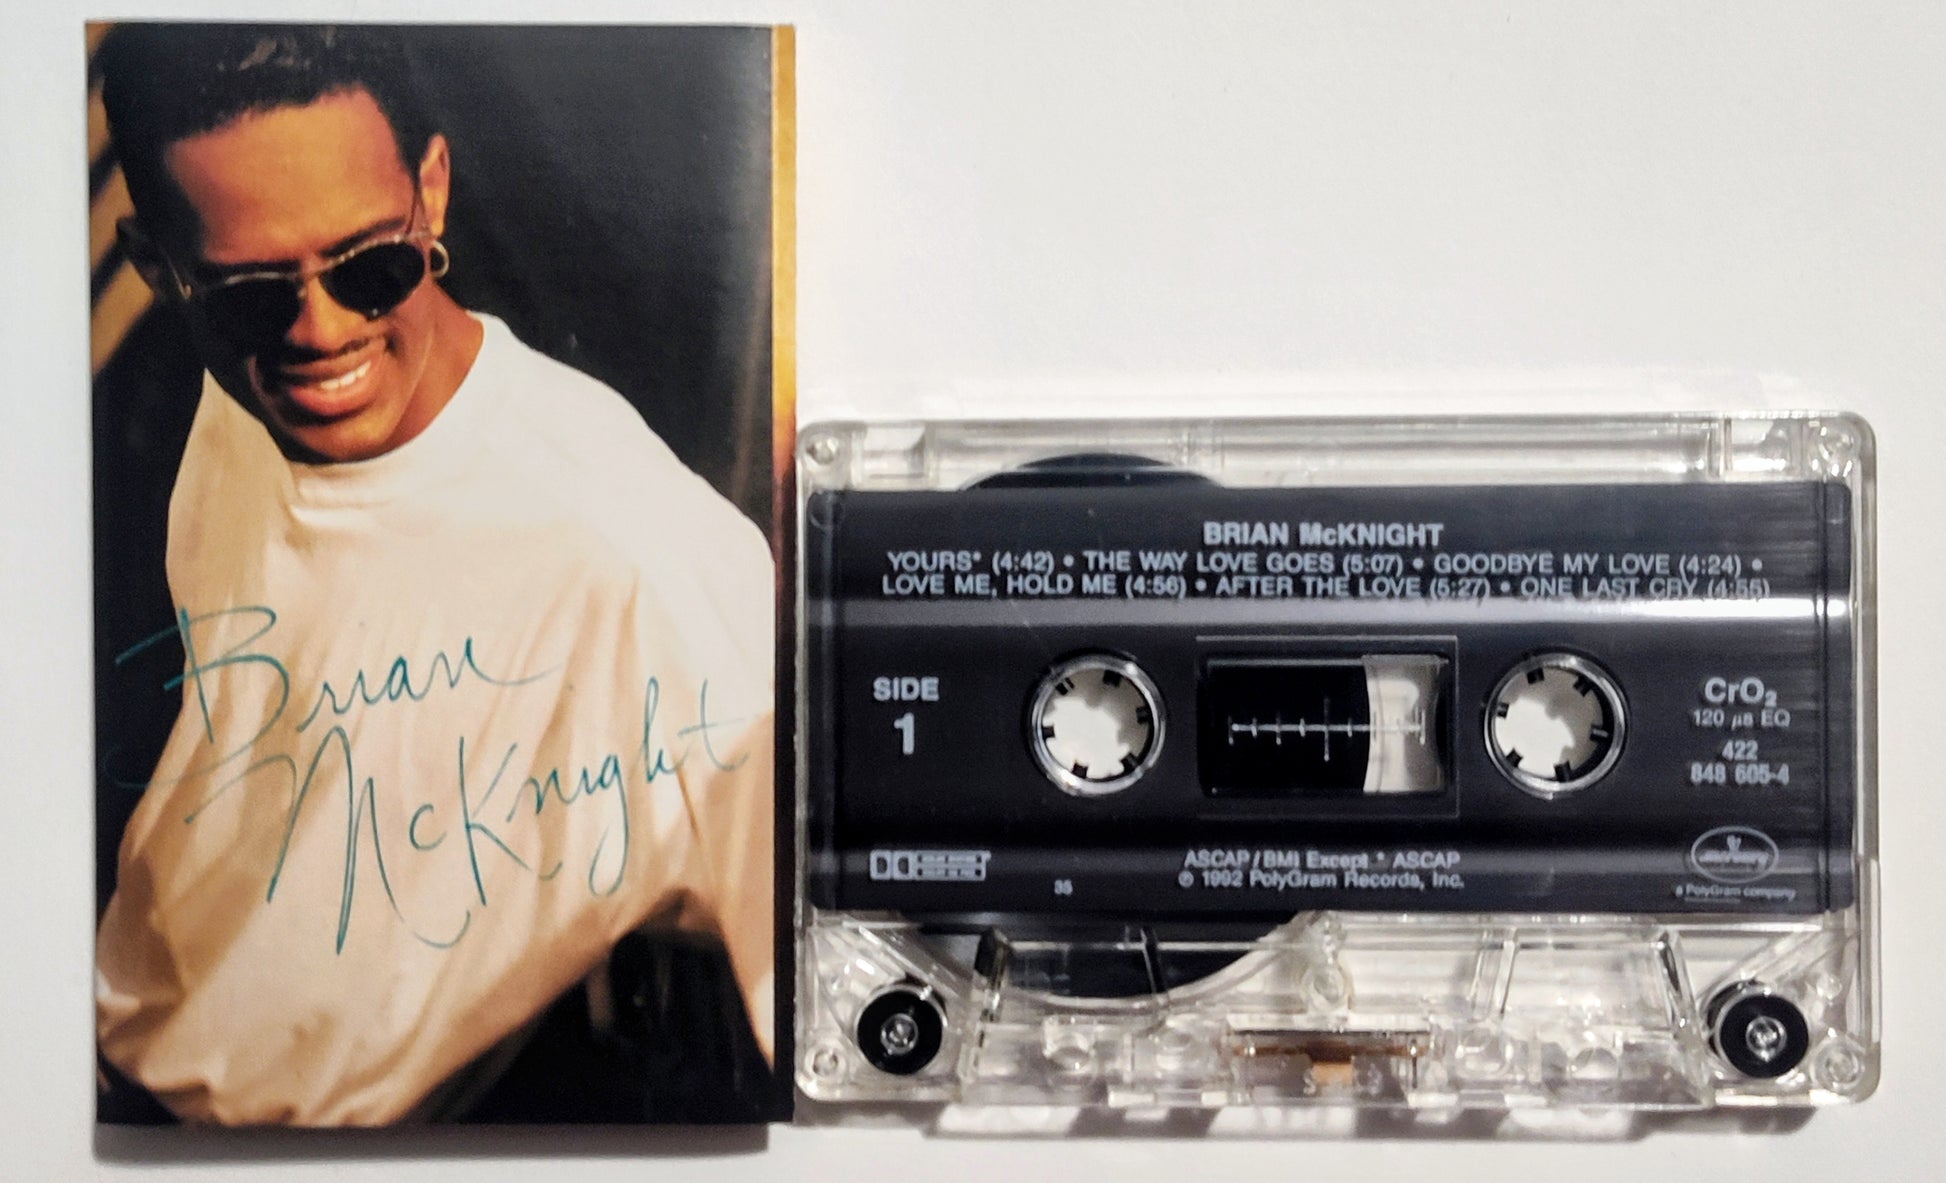 Brian
McKnight
BRIAN McKNIGHT
YOURS* (4:42) • THE WAY LOVE GOES (5:07) • GOODBYE MY LOVE (4:24) •
LOVE ME, HOLD ME (4:56) • AFTER THE LOVE (5:27) • ONE LAST CRY (4:55)
SIDE
1
CrO₂
120 μs EQ
422
848 605-4
ASCAP/BMI Except * ASCAP
℗ 1992 PolyGram Records, Inc.
35
Mercury
a PolyGram company